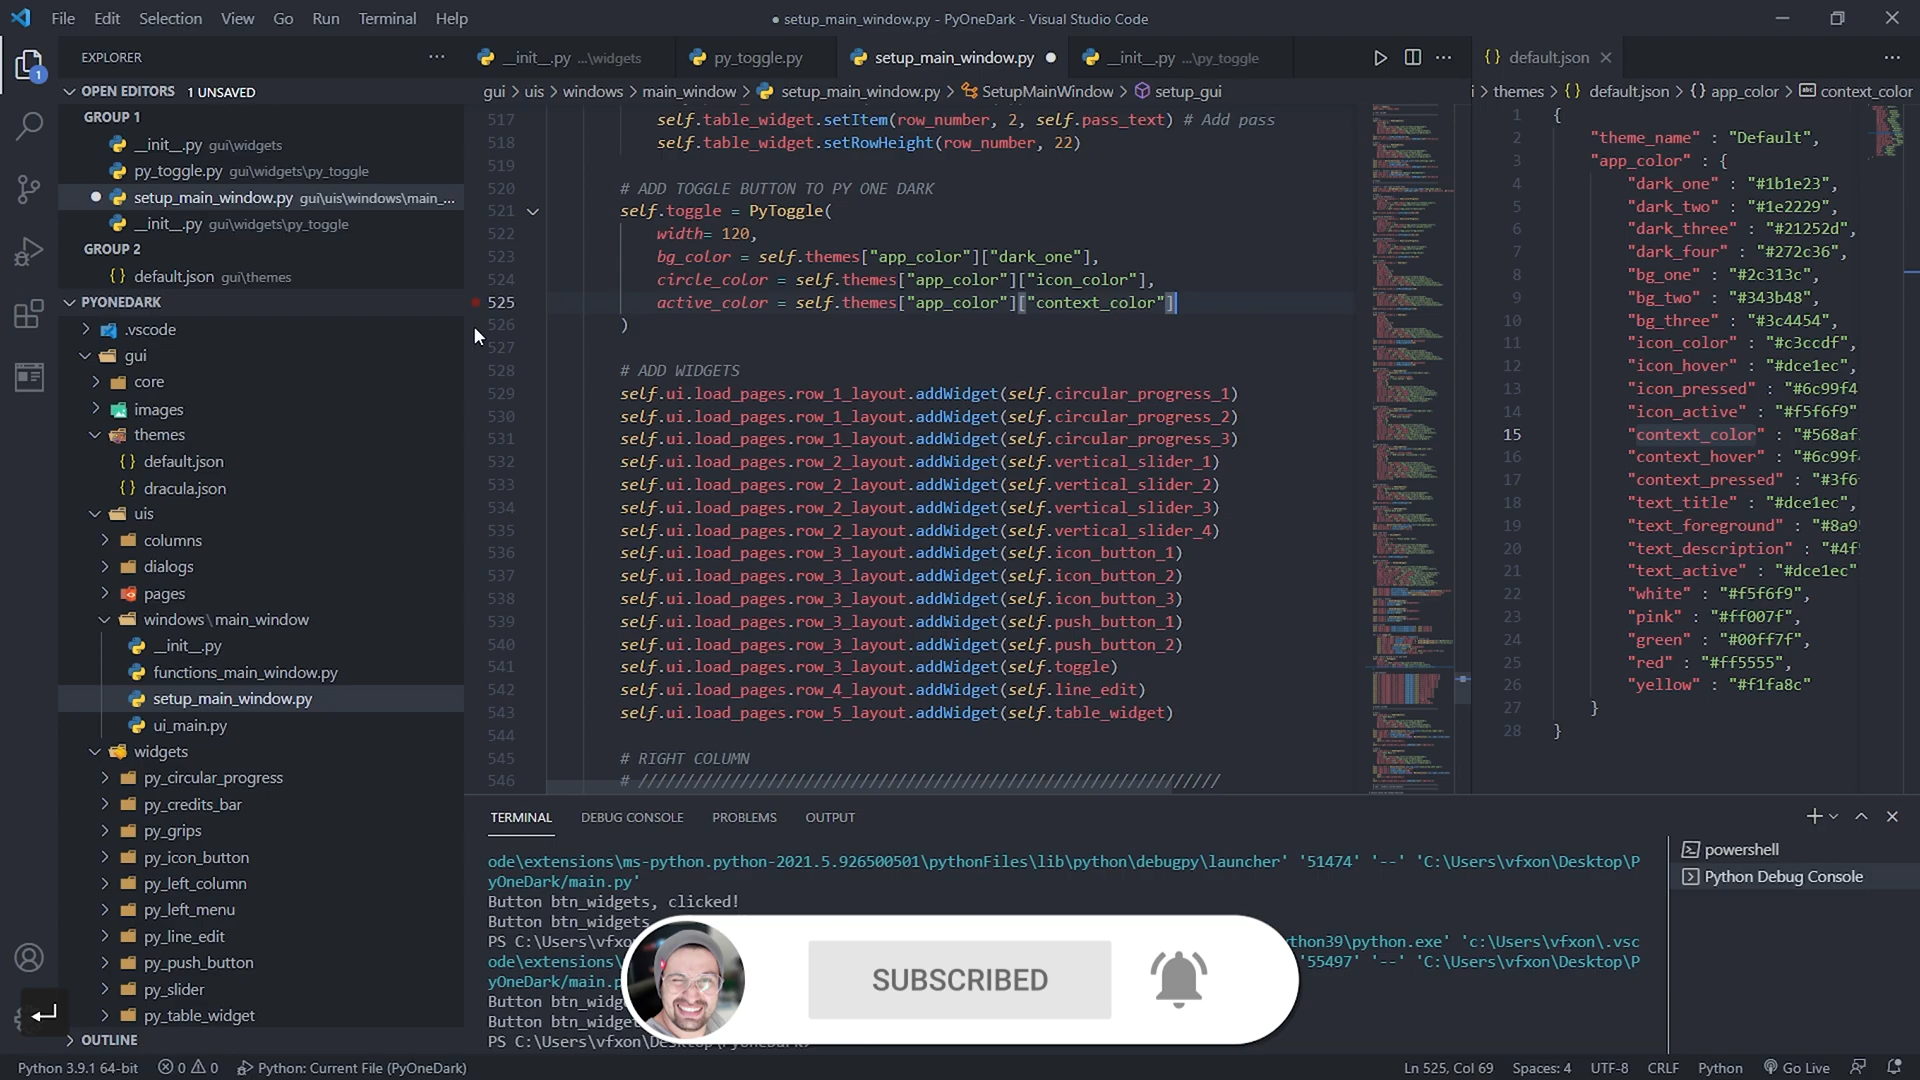 File Edit Selection View Go Run Terminal Help
● setup_main_window.py - PyOneDark - Visual Studio Code
EXPLORER
OPEN EDITORS 1 UNSAVED
GROUP 1
__init__.py gui\widgets
py_toggle.py gui\widgets\py_toggle
setup_main_window.py gui\uis\windows\main_...
__init__.py gui\widgets\py_toggle
GROUP 2
default.json gui\themes
PYONEDARK
.vscode
gui
core
images
themes
default.json
dracula.json
uis
columns
dialogs
pages
windows\main_window
__init__.py
functions_main_window.py
setup_main_window.py
ui_main.py
widgets
py_circular_progress
py_credits_bar
py_grips
py_icon_button
py_left_column
py_left_menu
py_line_edit
py_push_button
py_slider
py_table_widget
OUTLINE
__init__.py ...\widgets
py_toggle.py
setup_main_window.py
__init__.py ...\py_toggle
gui > uis > windows > main_window > setup_main_window.py > SetupMainWindow > setup_gui
517 self.table_widget.setItem(row_number, 2, self.pass_text) # Add pass
518 self.table_widget.setRowHeight(row_number, 22)
519
520 # ADD TOGGLE BUTTON TO PY ONE DARK
521 self.toggle = PyToggle(
522 width= 120,
523 bg_color = self.themes["app_color"]["dark_one"],
524 circle_color = self.themes["app_color"]["icon_color"],
525 active_color = self.themes["app_color"]["context_color"]
526 )
527
528 # ADD WIDGETS
529 self.ui.load_pages.row_1_layout.addWidget(self.circular_progress_1)
530 self.ui.load_pages.row_1_layout.addWidget(self.circular_progress_2)
531 self.ui.load_pages.row_1_layout.addWidget(self.circular_progress_3)
532 self.ui.load_pages.row_2_layout.addWidget(self.vertical_slider_1)
533 self.ui.load_pages.row_2_layout.addWidget(self.vertical_slider_2)
534 self.ui.load_pages.row_2_layout.addWidget(self.vertical_slider_3)
535 self.ui.load_pages.row_2_layout.addWidget(self.vertical_slider_4)
536 self.ui.load_pages.row_3_layout.addWidget(self.icon_button_1)
537 self.ui.load_pages.row_3_layout.addWidget(self.icon_button_2)
538 self.ui.load_pages.row_3_layout.addWidget(self.icon_button_3)
539 self.ui.load_pages.row_3_layout.addWidget(self.push_button_1)
540 self.ui.load_pages.row_3_layout.addWidget(self.push_button_2)
541 self.ui.load_pages.row_3_layout.addWidget(self.toggle)
542 self.ui.load_pages.row_4_layout.addWidget(self.line_edit)
543 self.ui.load_pages.row_5_layout.addWidget(self.table_widget)
544
545 # RIGHT COLUMN
546 # ///////////////////////////////////////////////////////////////
default.json
i > themes > {} default.json > {} app_color > context_color
1 {
2 "theme_name" : "Default",
3 "app_color" : {
4 "dark_one" : "#1b1e23",
5 "dark_two" : "#1e2229",
6 "dark_three" : "#21252d",
7 "dark_four" : "#272c36",
8 "bg_one" : "#2c313c",
9 "bg_two" : "#343b48",
10 "bg_three" : "#3c4454",
11 "icon_color" : "#c3ccdf",
12 "icon_hover" : "#dce1ec",
13 "icon_pressed" : "#6c99f4
14 "icon_active" : "#f5f6f9"
15 "context_color" : "#568af
16 "context_hover" : "#6c99f
17 "context_pressed" : "#3f6
18 "text_title" : "#dce1ec",
19 "text_foreground" : "#8a9
20 "text_description" : "#4f
21 "text_active" : "#dce1ec"
22 "white" : "#f5f6f9",
23 "pink" : "#ff007f",
24 "green" : "#00ff7f",
25 "red" : "#ff5555",
26 "yellow" : "#f1fa8c"
27 }
28 }
TERMINAL DEBUG CONSOLE PROBLEMS OUTPUT
ode\extensions\ms-python.python-2021.5.926500501\pythonFiles\lib\python\debugpy\launcher' '51474' '--' 'C:\Users\vfxon\Desktop\P
yOneDark/main.py'
Button btn_widgets, clicked!
Button btn_widgets
PS C:\Users\vfxon thon39\python.exe' 'c:\Users\vfxon\.vsc
ode\extensions\ '55497' '--' 'C:\Users\vfxon\Desktop\P
yOneDark/main.p
Button btn_widge
Button btn_widget
PS C:\Users\vfxon\Desktop\PyOneDark>
powershell
Python Debug Console
SUBSCRIBED
Python 3.9.1 64-bit 0 0 Python: Current File (PyOneDark)
Ln 525, Col 69 Spaces: 4 UTF-8 CRLF Python Go Live